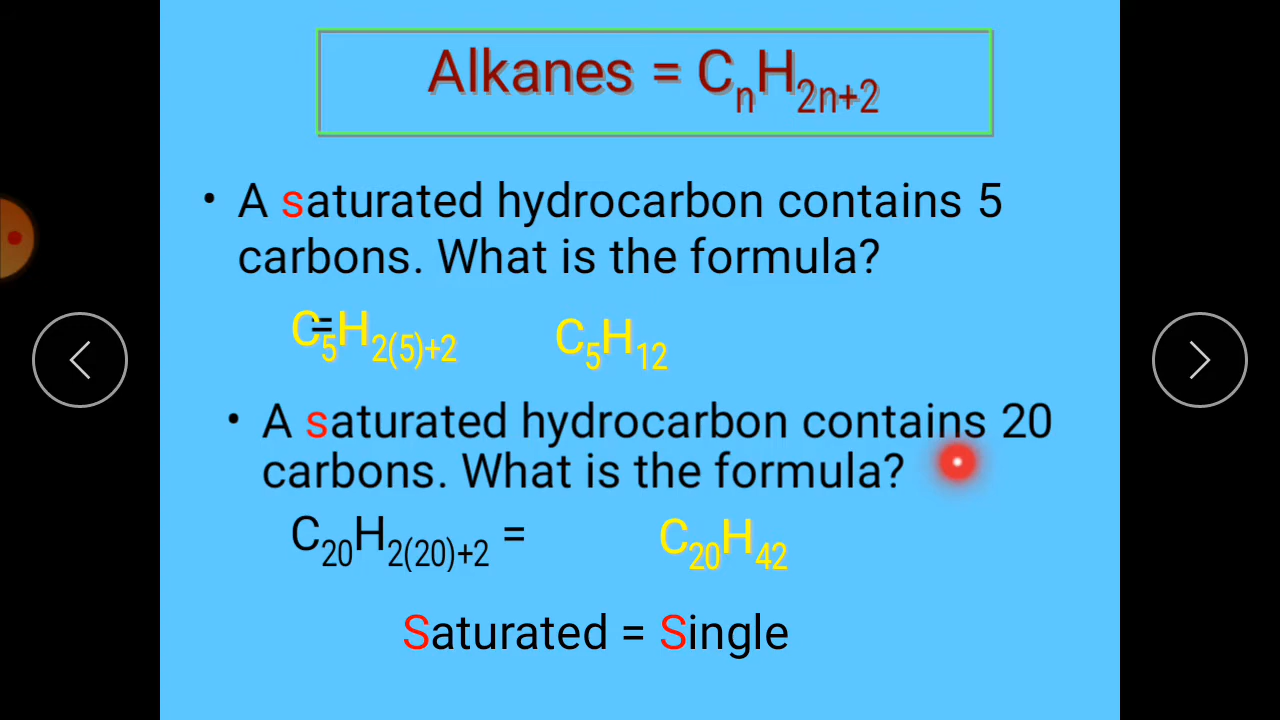 Alkanes = CnH2n+2
• A saturated hydrocarbon contains 5
carbons. What is the formula?
C5H2(5)+2 = C5H12
• A saturated hydrocarbon contains 20
carbons. What is the formula?
C20H2(20)+2 = C20H42
Saturated = Single